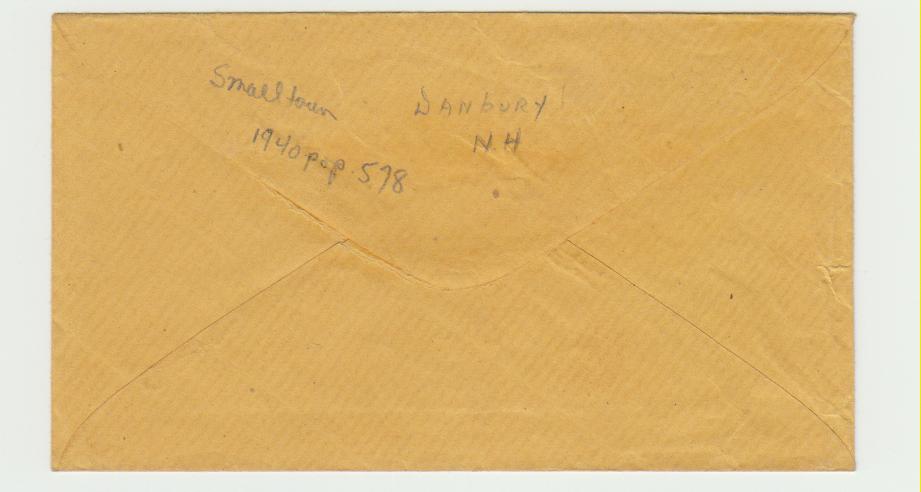 Small town
1940 pop. 578
DANbURY
N.H